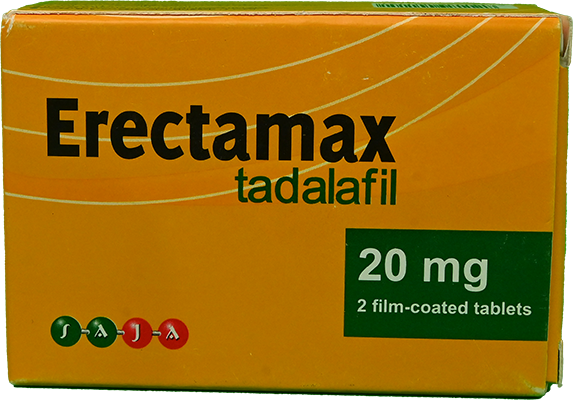 Erectamax
tadalafil
20 mg
2 film-coated tablets
S-A-J-A